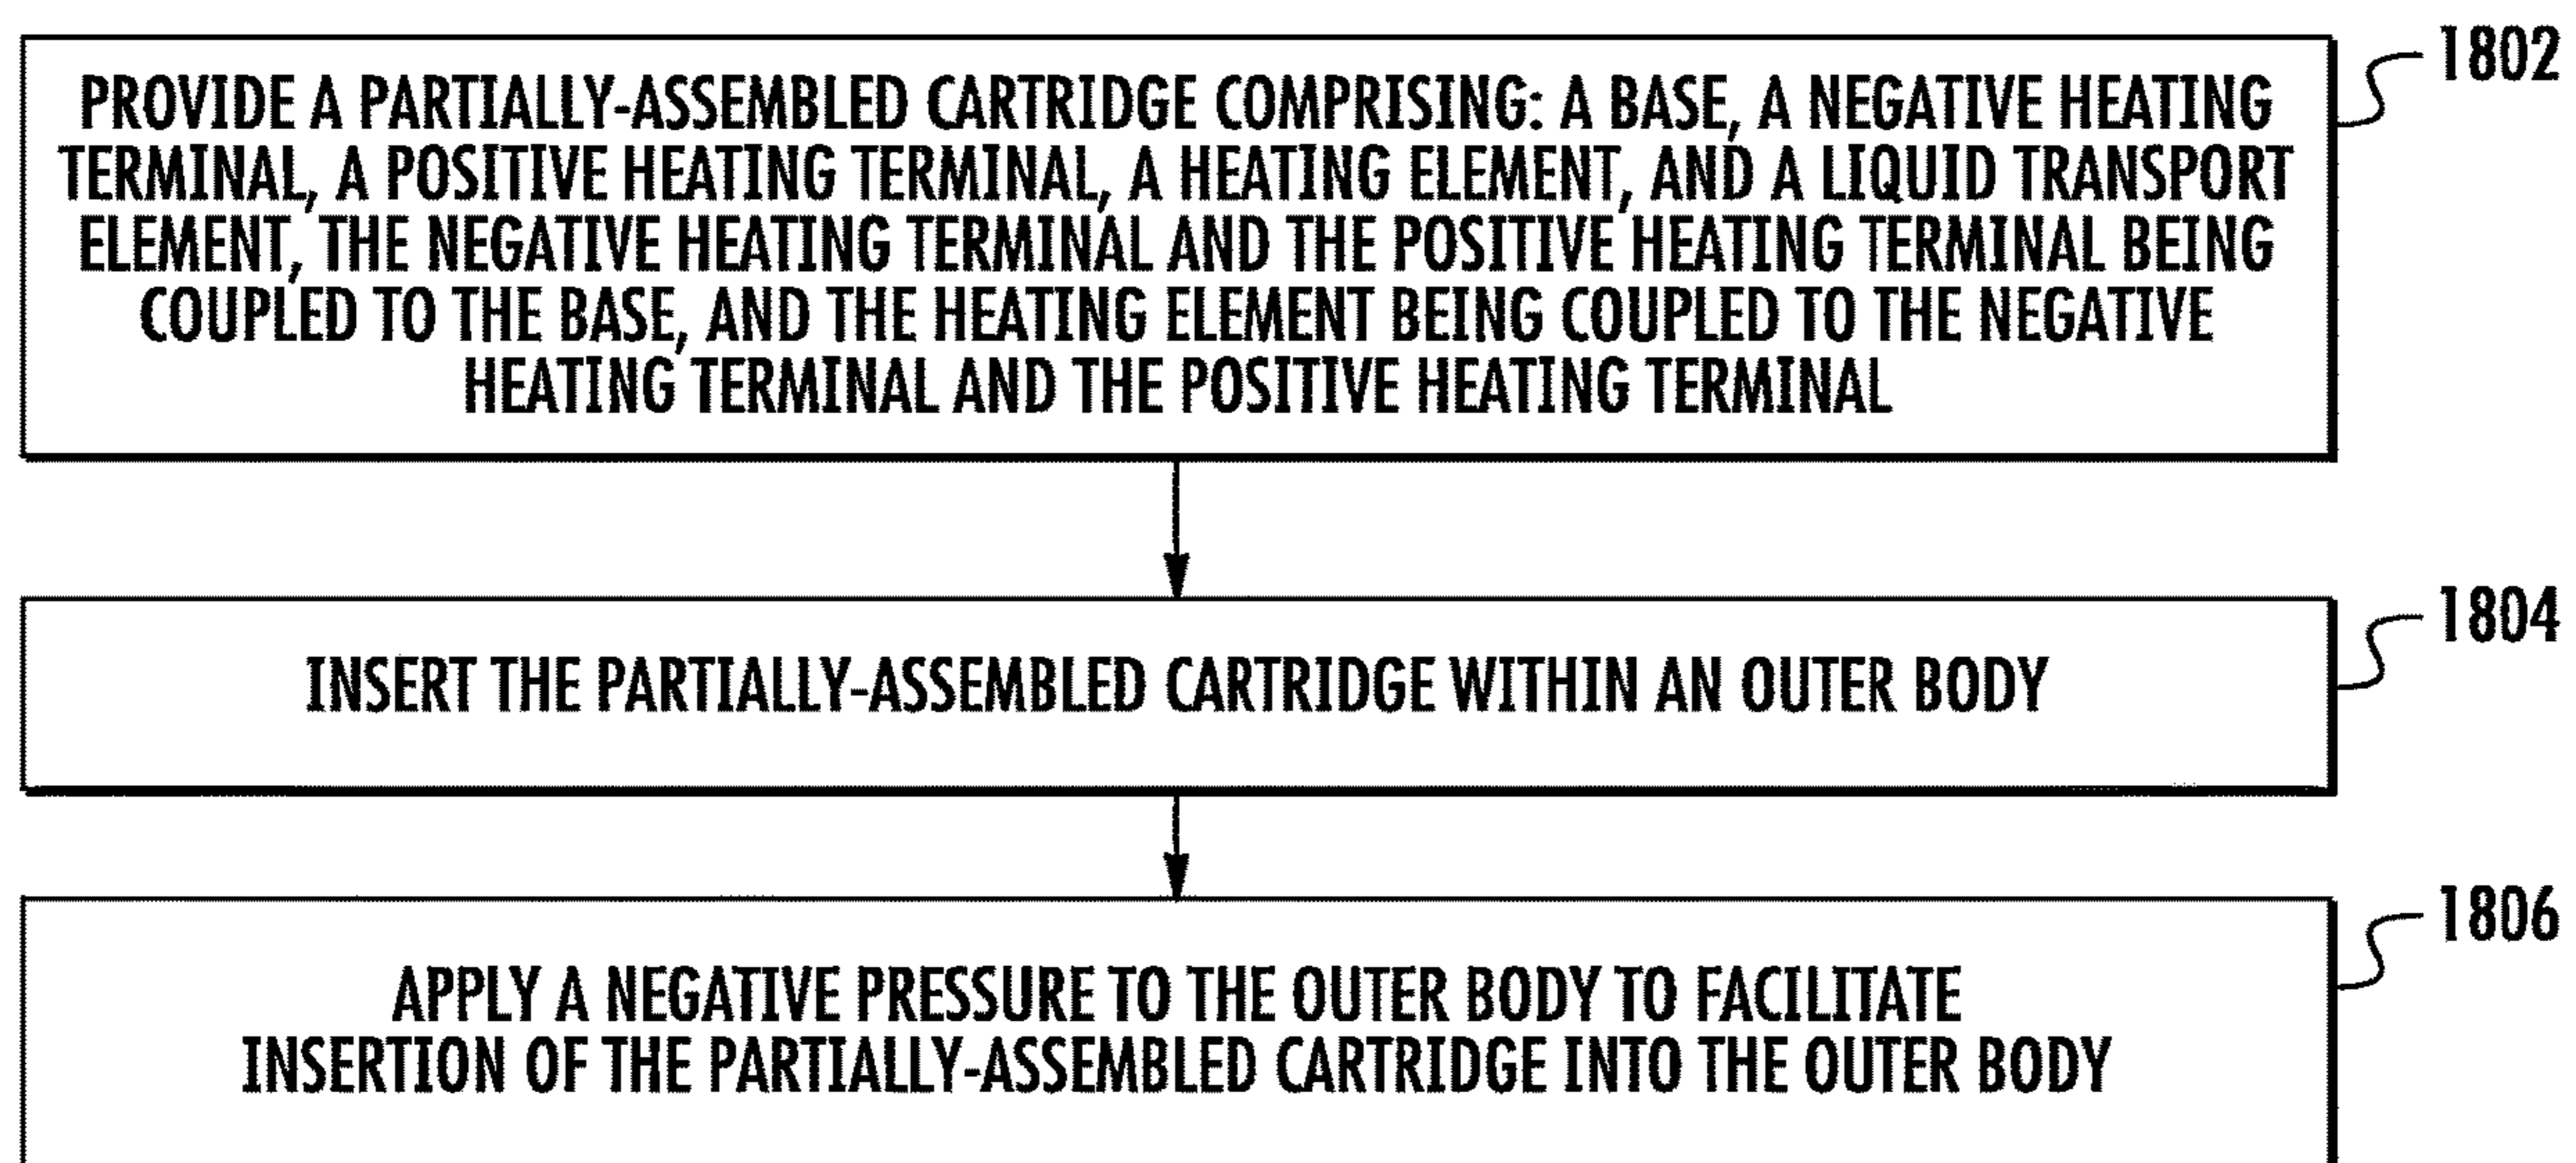 1802
PROVIDE A PARTIALLY-ASSEMBLED CARTRIDGE COMPRISING: A BASE, A NEGATIVE HEATING
TERMINAL, A POSITIVE HEATING TERMINAL, A HEATING ELEMENT, AND A LIQUID TRANSPORT
ELEMENT, THE NEGATIVE HEATING TERMINAL AND THE POSITIVE HEATING TERMINAL BEING
COUPLED TO THE BASE, AND THE HEATING ELEMENT BEING COUPLED TO THE NEGATIVE
HEATING TERMINAL AND THE POSITIVE HEATING TERMINAL
1804
INSERT THE PARTIALLY-ASSEMBLED CARTRIDGE WITHIN AN OUTER BODY
1806
APPLY A NEGATIVE PRESSURE TO THE OUTER BODY TO FACILITATE
INSERTION OF THE PARTIALLY-ASSEMBLED CARTRIDGE INTO THE OUTER BODY